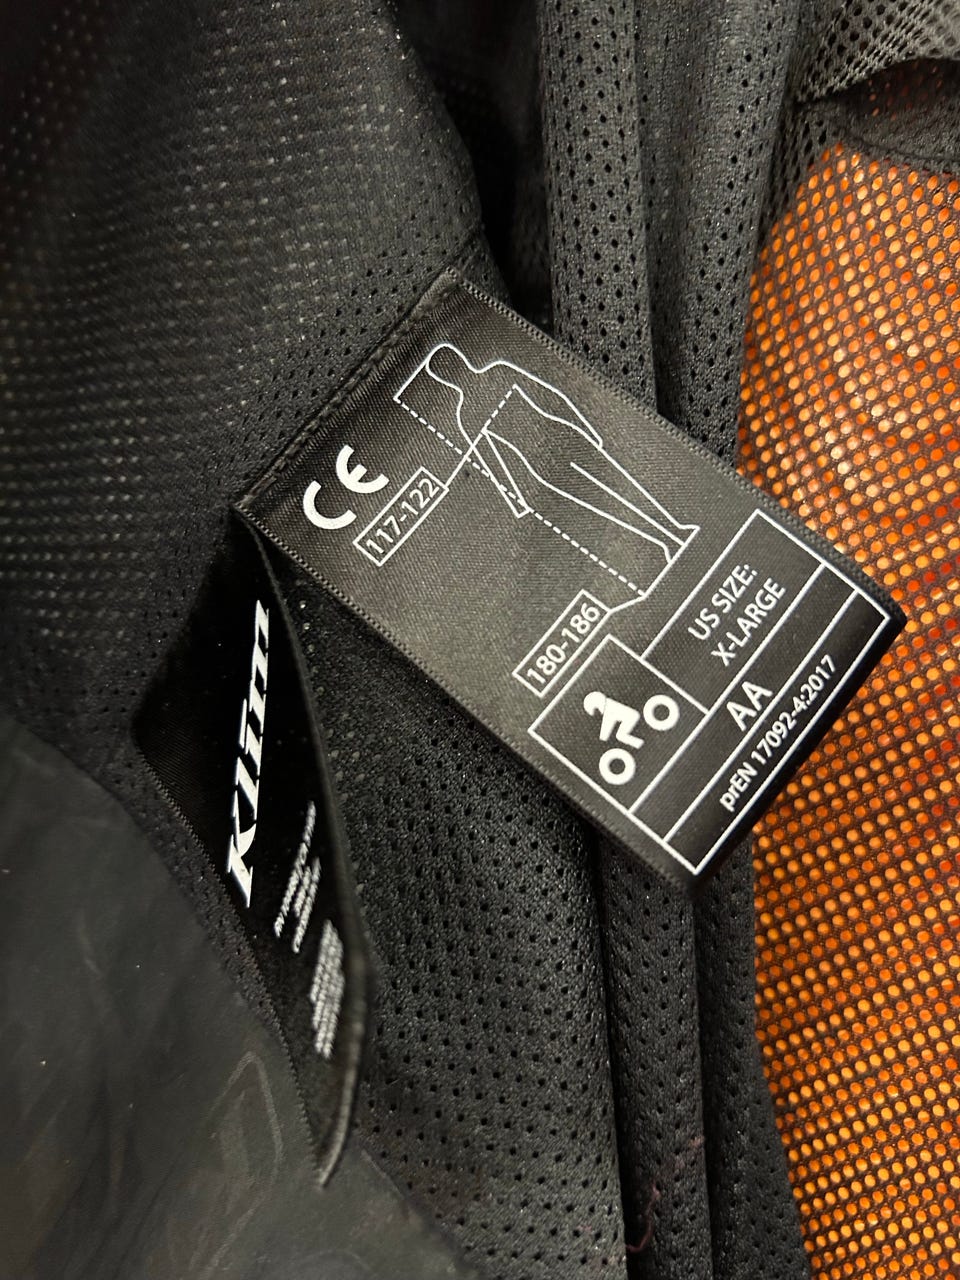 CE
117-122
180-186
US SIZE:
X-LARGE
AA
prEN 17092-4:2017
KLIM